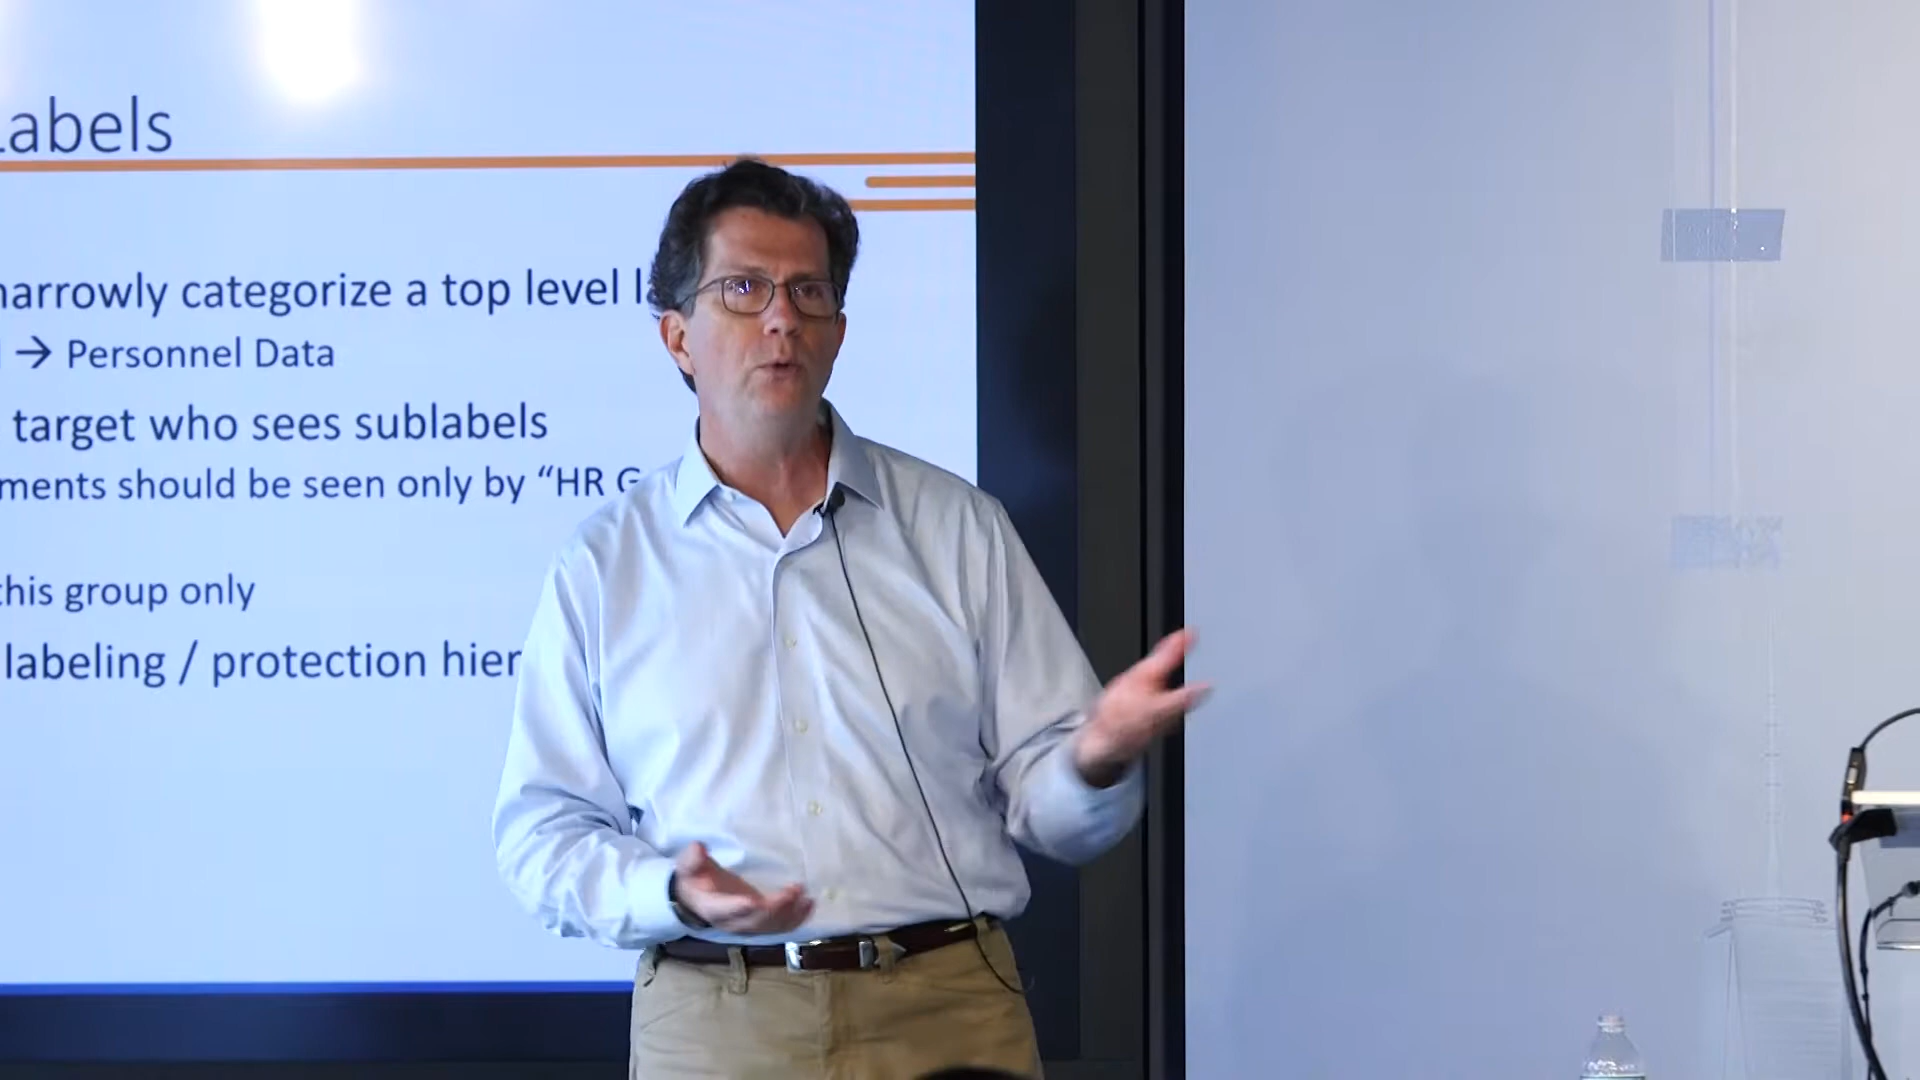 Labels
narrowly categorize a top level
→ Personnel Data
target who sees sublabels
ments should be seen only by “HR G
this group only
labeling / protection hier